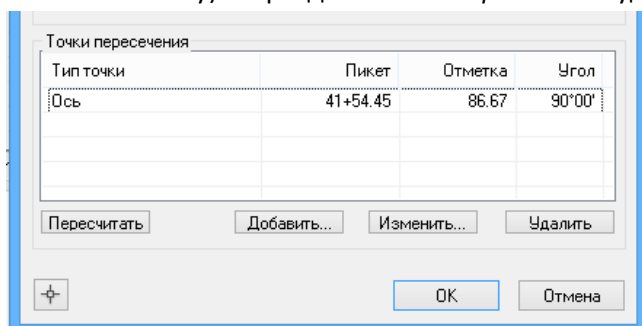 Точки пересечения
Тип точки Пикет Отметка Угол
Ось 41+54.45 86.67 90°00'
Пересчитать Добавить... Изменить... Удалить
OK Отмена